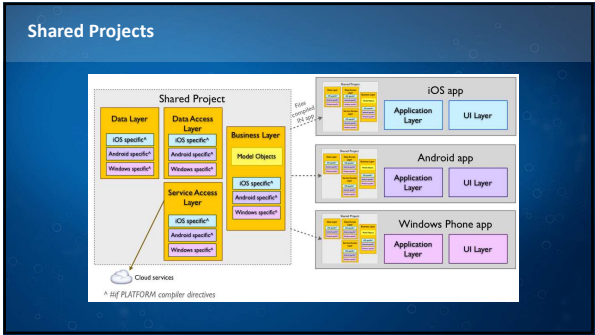 Shared Projects
Shared Project
Data Layer
iOS specific^
Android specific^
Windows specific^
Data Access
Layer
iOS specific^
Android specific^
Windows specific^
Service Access
Layer
iOS specific^
Android specific^
Windows specific^
Business Layer
Model Objects
iOS specific^
Android specific^
Windows specific^
Cloud services
^ #if PLATFORM compiler directives
Files
compiled
IN app
iOS app
Application
Layer
UI Layer
Android app
Application
Layer
UI Layer
Windows Phone app
Application
Layer
UI Layer